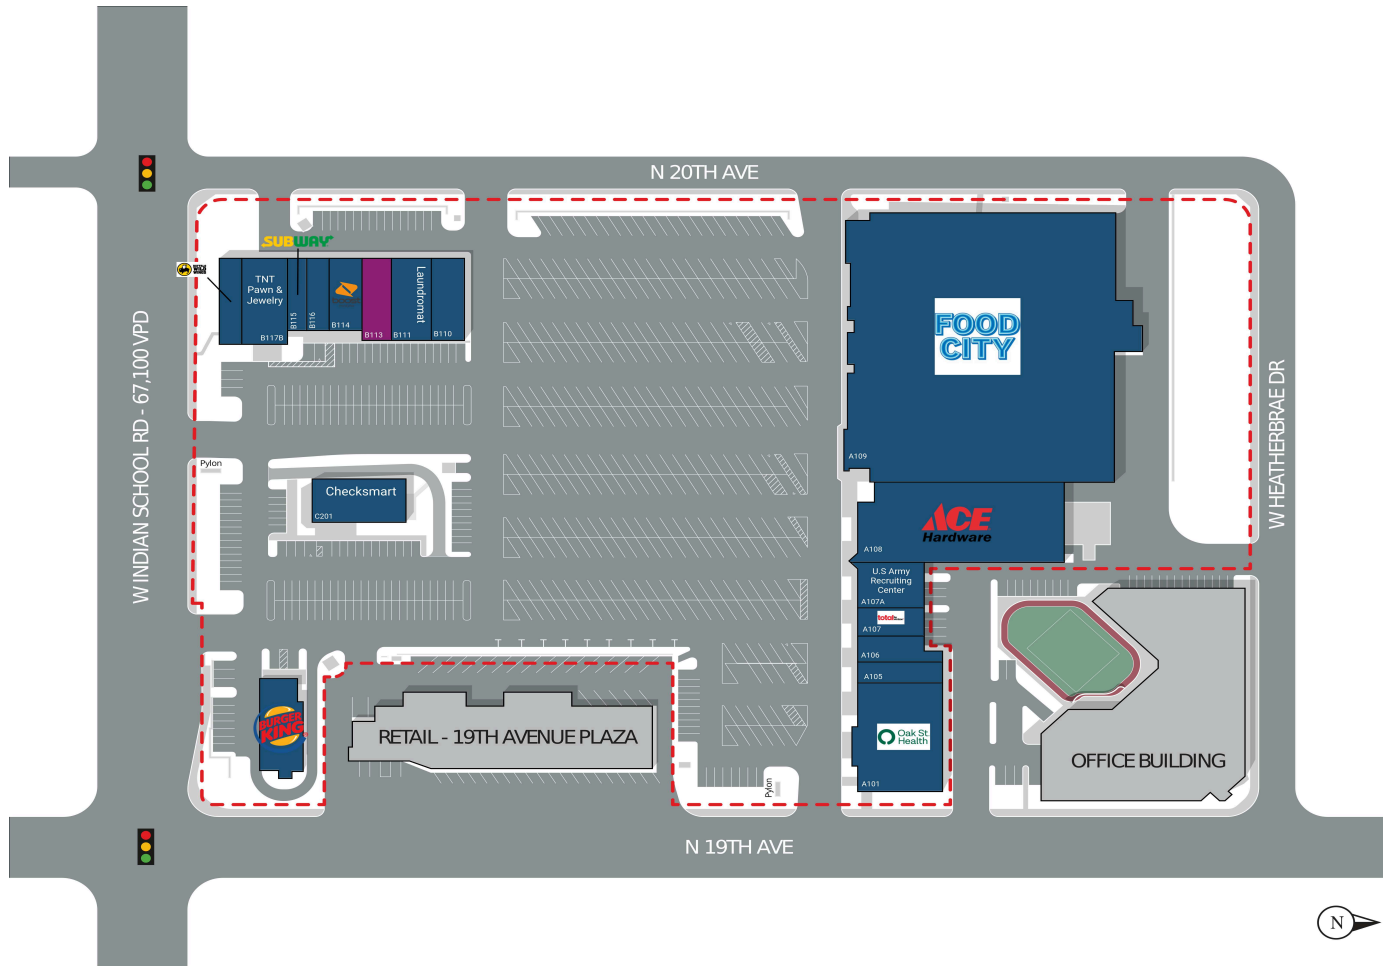 N 20TH AVE
W INDIAN SCHOOL RD - 67,100 VPD
W HEATHERBRAE DR
N 19TH AVE
SUBWAY
TNT
Pawn &
Jewelry
B117B
B115
B116
B114
B113
B111
Laundromat
B110
Pylon
Checksmart
C201
FOOD
CITY
A109
ACE
Hardware
A108
U.S Army
Recruiting
Center
A107A
totals
A107
A106
A105
Oak St.
Health
A101
BURGER
KING
RETAIL - 19TH AVENUE PLAZA
Pylon
OFFICE BUILDING
N